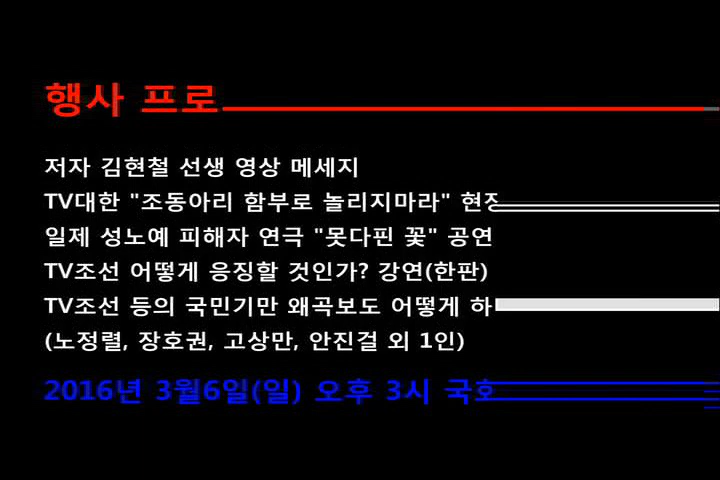 행사 프로
저자 김현철 선생 영상 메세지
TV대한 "조동아리 함부로 놀리지마라"
일제 성노예 피해자 연극 "못다핀 꽃" 공연
TV조선 어떻게 응징할 것인가? 강연(한판)
TV조선 등의 국민기만 왜곡보도 어떻게 하
(노정렬, 장호권, 고상만, 안진걸 외 1인)
2016년 3월6일(일) 오후 3시